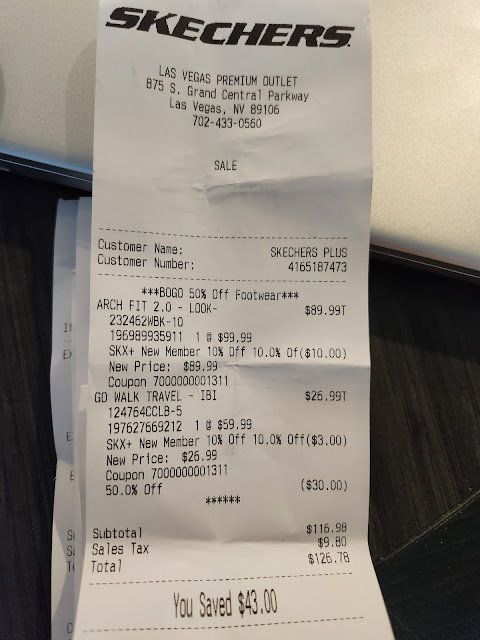 SKECHERS
LAS VEGAS PREMIUM OUTLET
875 S. Grand Central Parkway
Las Vegas, NV 89106
702-433-0560
SALE
Customer Name: SKECHERS PLUS
Customer Number: 4165187473
***BOGO 50% Off Footwear***
ARCH FIT 2.0 - LOOK- $89.99T
232462WBK-10
196989935911 1 @ $99.99
SKX+ New Member 10% Off 10.0% Of($10.00)
New Price: $89.99
Coupon 7000000001311
GO WALK TRAVEL - IBI $26.99T
124764CCLB-5
197627669212 1 @ $59.99
SKX+ New Member 10% Off 10.0% Off($3.00)
New Price: $26.99
Coupon 7000000001311
50.0% Off ($30.00)
******
Subtotal $116.98
Sales Tax $9.80
Total $126.78
You Saved $43.00